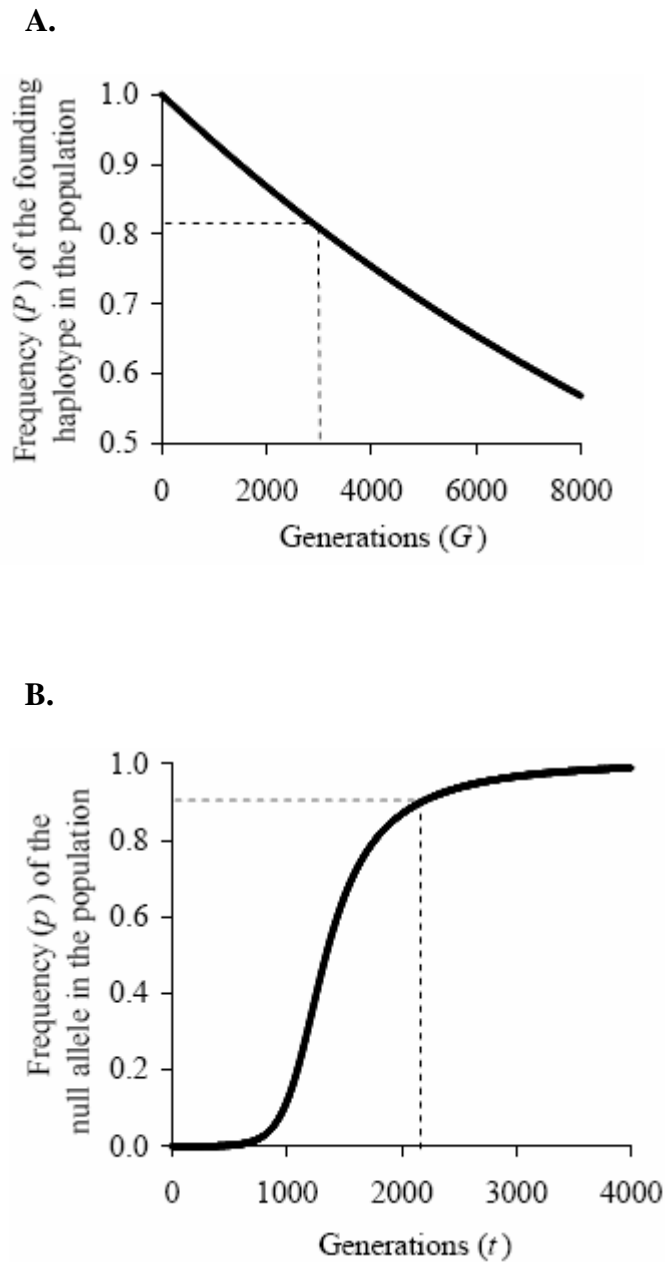 A.
Frequency (P) of the founding
haplotype in the population
1.0
0.9
0.8
0.7
0.6
0.5
0 2000 4000 6000 8000
Generations (G)
B.
Frequency (p) of the
null allele in the population
1.0
0.8
0.6
0.4
0.2
0.0
0 1000 2000 3000 4000
Generations (t)